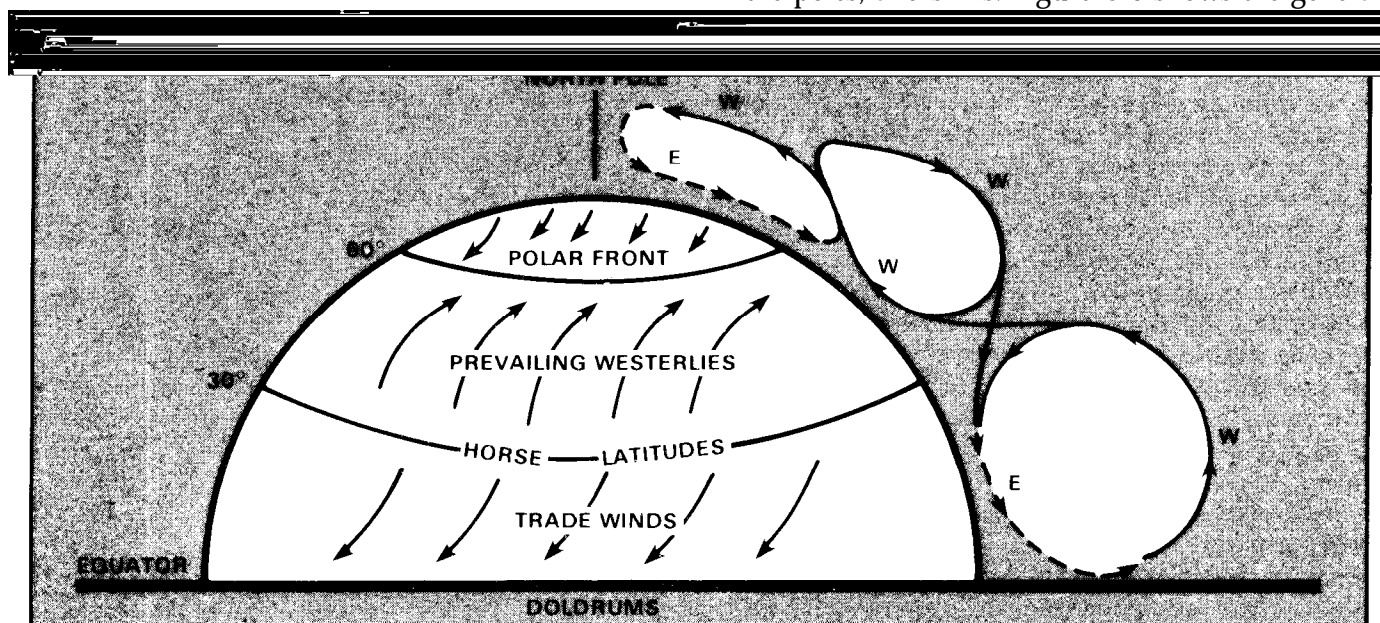 NORTH POLE
W
E
W
60°
POLAR FRONT
W
PREVAILING WESTERLIES
30°
HORSE LATITUDES
W
E
TRADE WINDS
EQUATOR
DOLDRUMS